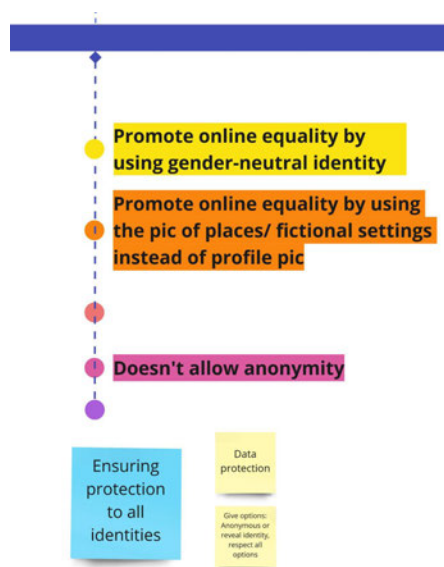 Promote online equality by
using gender-neutral identity
Promote online equality by using
the pic of places/ fictional settings
instead of profile pic
Doesn't allow anonymity
Ensuring
protection
to all
identities
Data
protection
Give options:
Anonymous or
reveal identity,
respect all
options